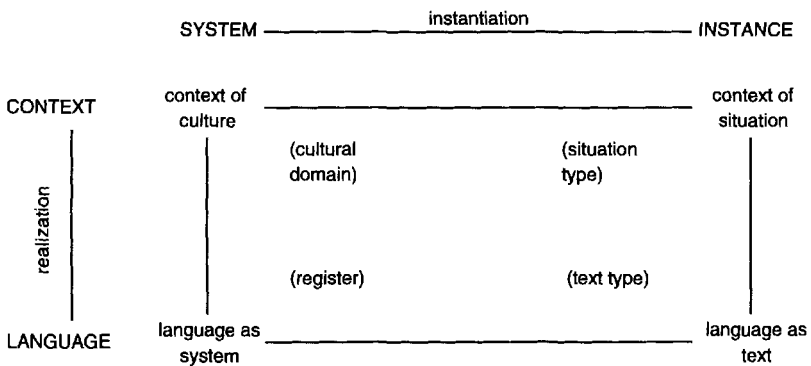 instantiation
SYSTEM INSTANCE
CONTEXT
context of
culture
context of
situation
(cultural
domain)
(situation
type)
realization
(register)
(text type)
LANGUAGE
language as
system
language as
text